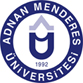 ADNAN MENDERES
ÜNİVERSİTESİ
1992